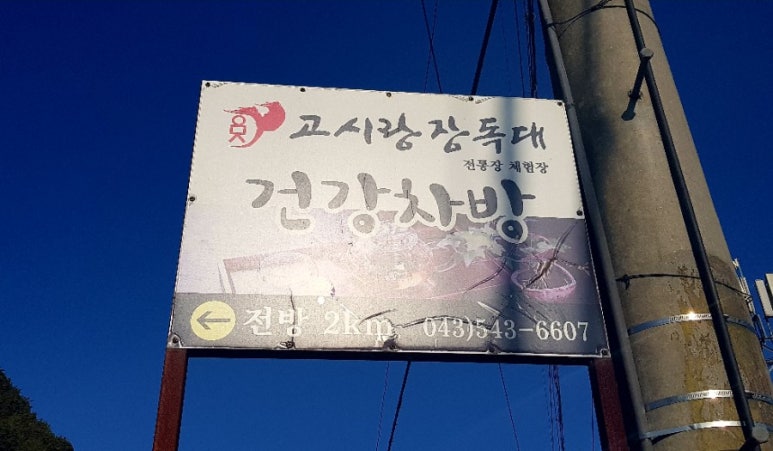 고시랑장독대
전통장 체험장
건강차방
전방 2km 043)543-6607